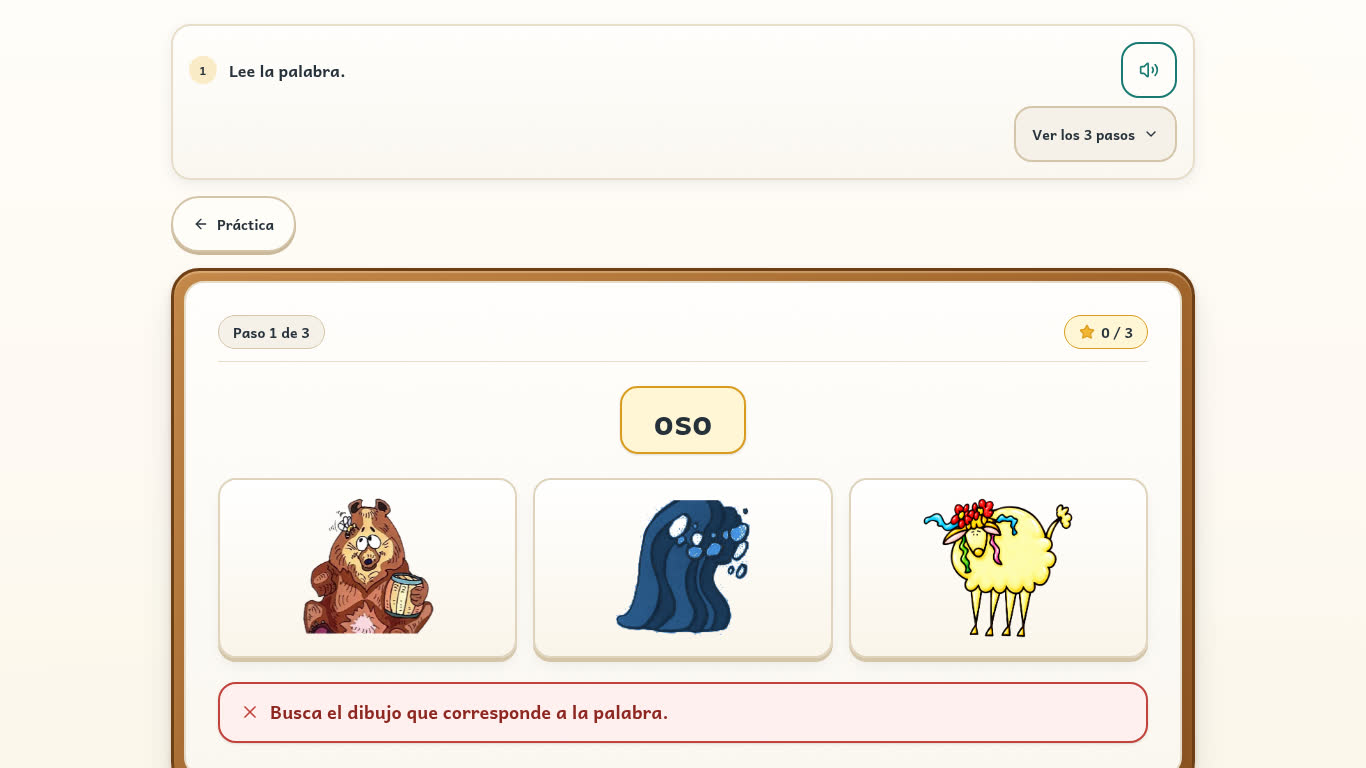 1 Lee la palabra.
Ver los 3 pasos
Práctica
Paso 1 de 3
0 / 3
oso
Busca el dibujo que corresponde a la palabra.